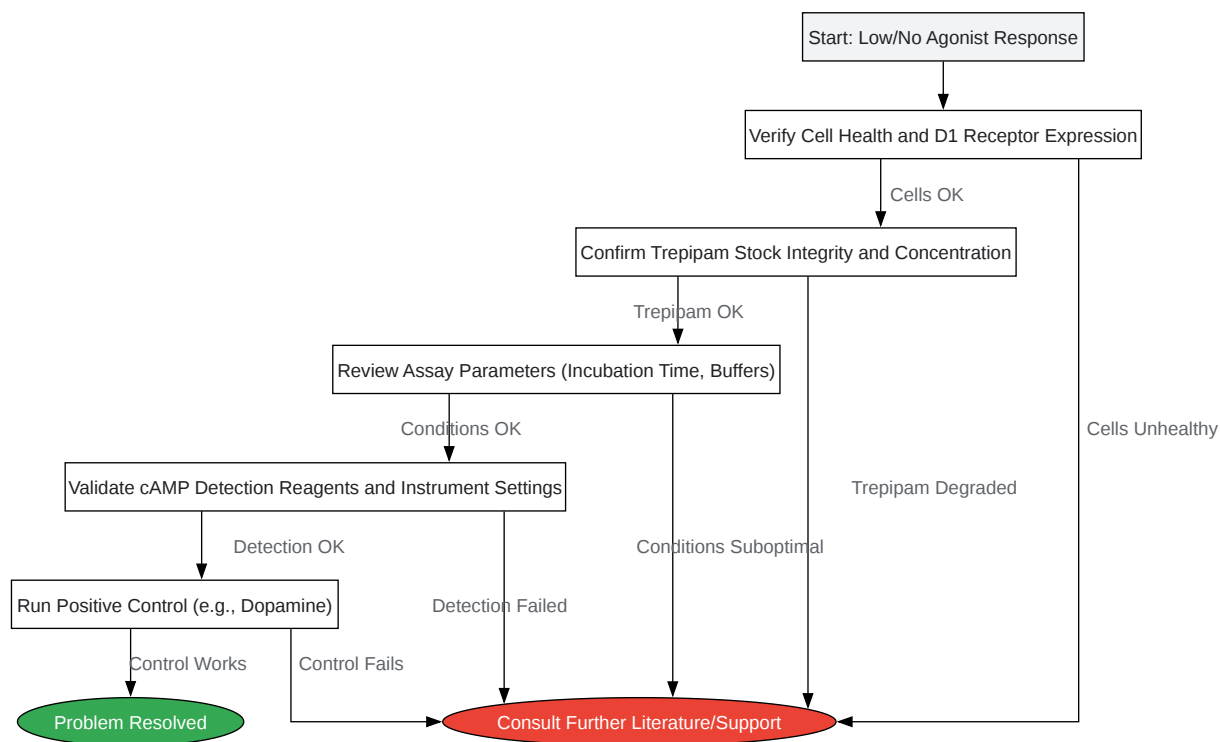 Start: Low/No Agonist Response
Verify Cell Health and D1 Receptor Expression
Cells OK
Confirm Trepipam Stock Integrity and Concentration
Trepipam OK
Review Assay Parameters (Incubation Time, Buffers)
Conditions OK
Cells Unhealthy
Validate cAMP Detection Reagents and Instrument Settings
Trepipam Degraded
Detection OK
Conditions Suboptimal
Run Positive Control (e.g., Dopamine)
Detection Failed
Control Works
Control Fails
Problem Resolved
Consult Further Literature/Support